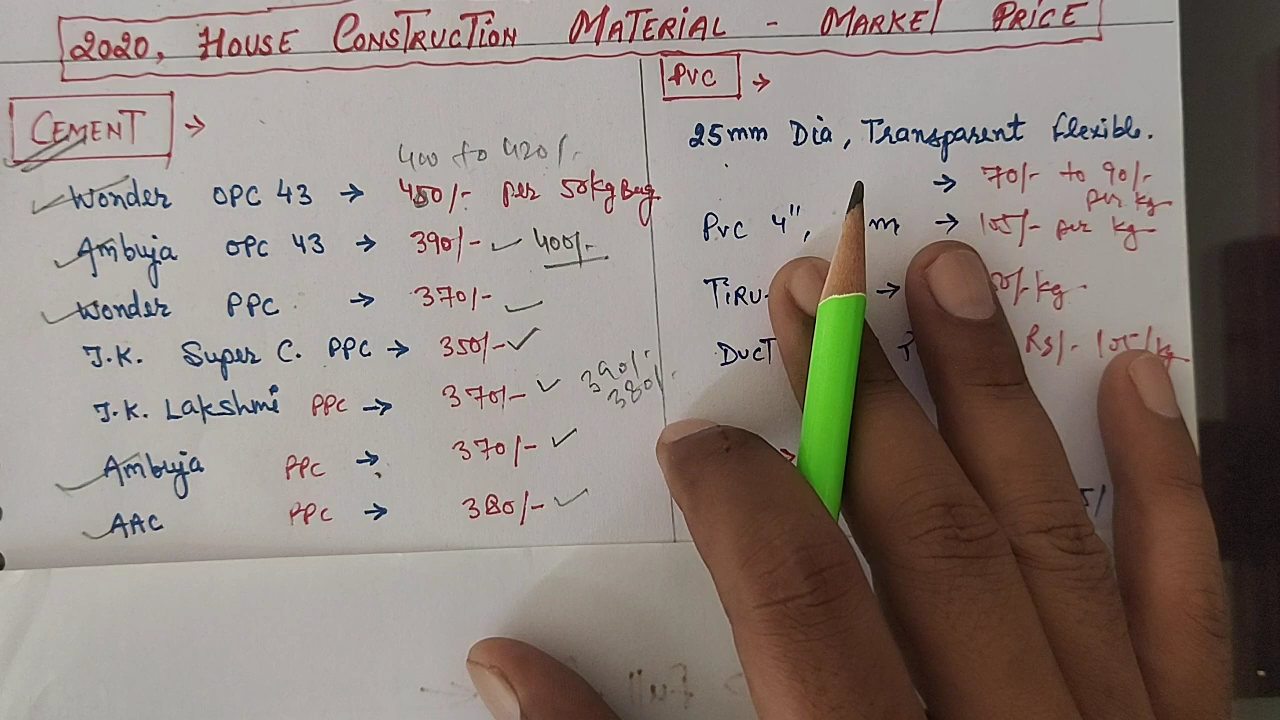 2020, HOUSE CONSTRUCTION MATERIAL - MARKET PRICE
CEMENT →
400 to 420/-
Wonder OPC 43 → 450/- per 50kg Bag
Ambuja OPC 43 → 390/- 400/-
Wonder PPC → 370/-
J.K. Super C. PPC → 350/-
J.K. Lakshmi PPC → 370/- 390/- 380/-
Ambuja PPC → 370/-
AAC PPC → 380/-
PVC →
25mm Dia, Transparent flexible.
→ 70/- to 90/- per kg
PVC 4", m → 105/- per kg
TIRU → 0/- kg
DUCT Rs/- 105/kg